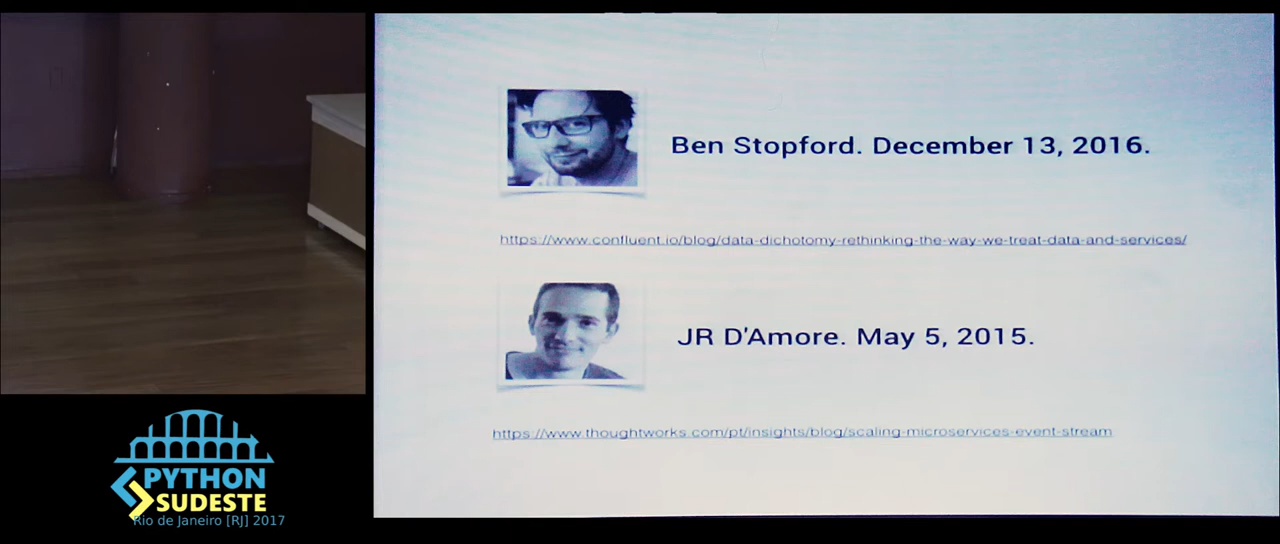 Ben Stopford. December 13, 2016.
https://www.confluent.io/blog/data-dichotomy-rethinking-the-way-we-treat-data-and-services/
JR D'Amore. May 5, 2015.
https://www.thoughtworks.com/pt/insights/blog/scaling-microservices-event-stream
PYTHON
SUDESTE
Rio de Janeiro [RJ] 2017